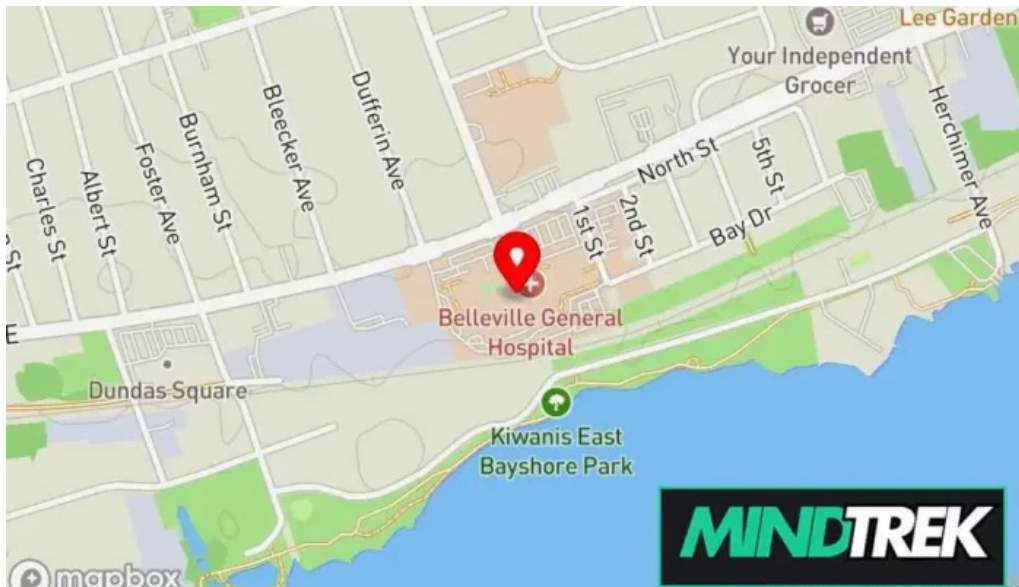 Lee Garden
Your Independent
Grocer
Herchimer Ave
Dufferin Ave
Bleecker Ave
Burnham St
Foster Ave
Albert St
Charles St
St
North St
5th St
2nd St
1st St
Bay Dr
Belleville General
Hospital
E
Dundas Square
Kiwanis East
Bayshore Park
MINDTREK
mapbox